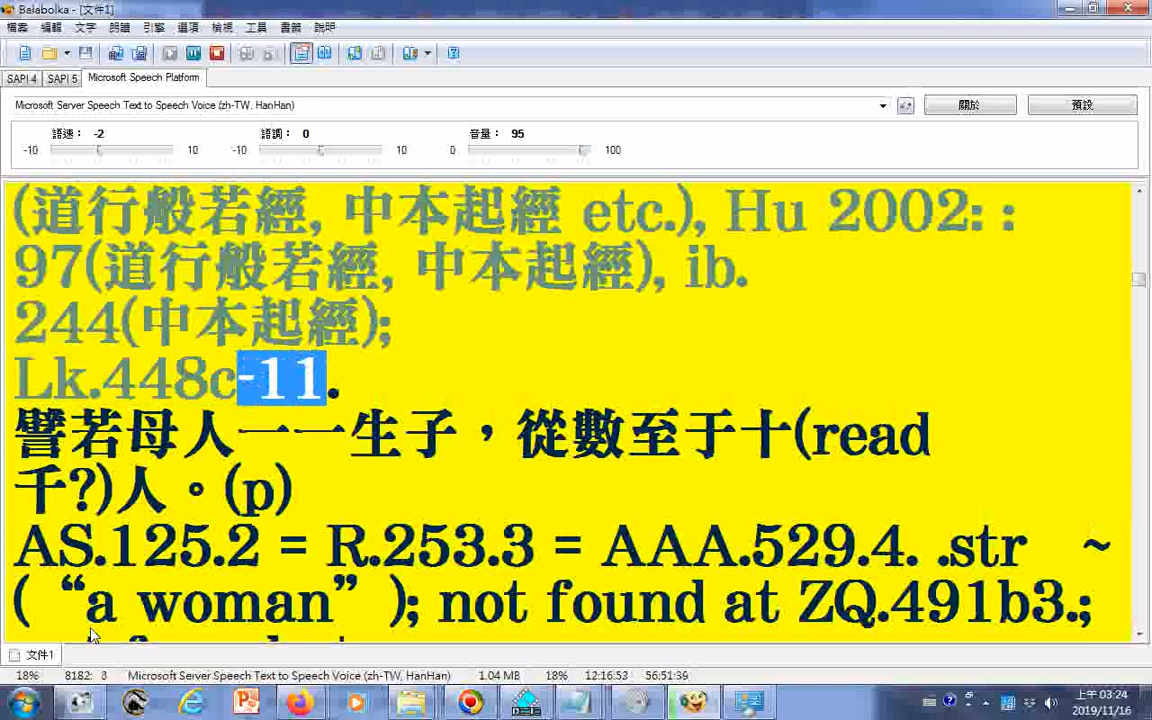 Balabolka - [文件1]
檔案 編輯 文字 朗讀 引擎 選項 檢視 工具 書籤 說明
SAPI 4 SAPI 5 Microsoft Speech Platform
Microsoft Server Speech Text to Speech Voice (zh-TW, HanHan) 關於 預設
語速： -2 語調： 0 音量： 95
-10 10 -10 10 0 100
(道行般若經, 中本起經 etc.), Hu 2002: :
97(道行般若經, 中本起經), ib.
244(中本起經);
Lk.448c-11.
譬若母人一一生子，從數至于十(read
千?)人。(p)
AS.125.2 = R.253.3 = AAA.529.4. .str ~
( “a woman” ); not found at ZQ.491b3.;
文件1
18% 8182: 3 Microsoft Server Speech Text to Speech Voice (zh-TW, HanHan) 1.04 MB 18% 12:16:53 56:51:39
上午 03:24
2019/11/16